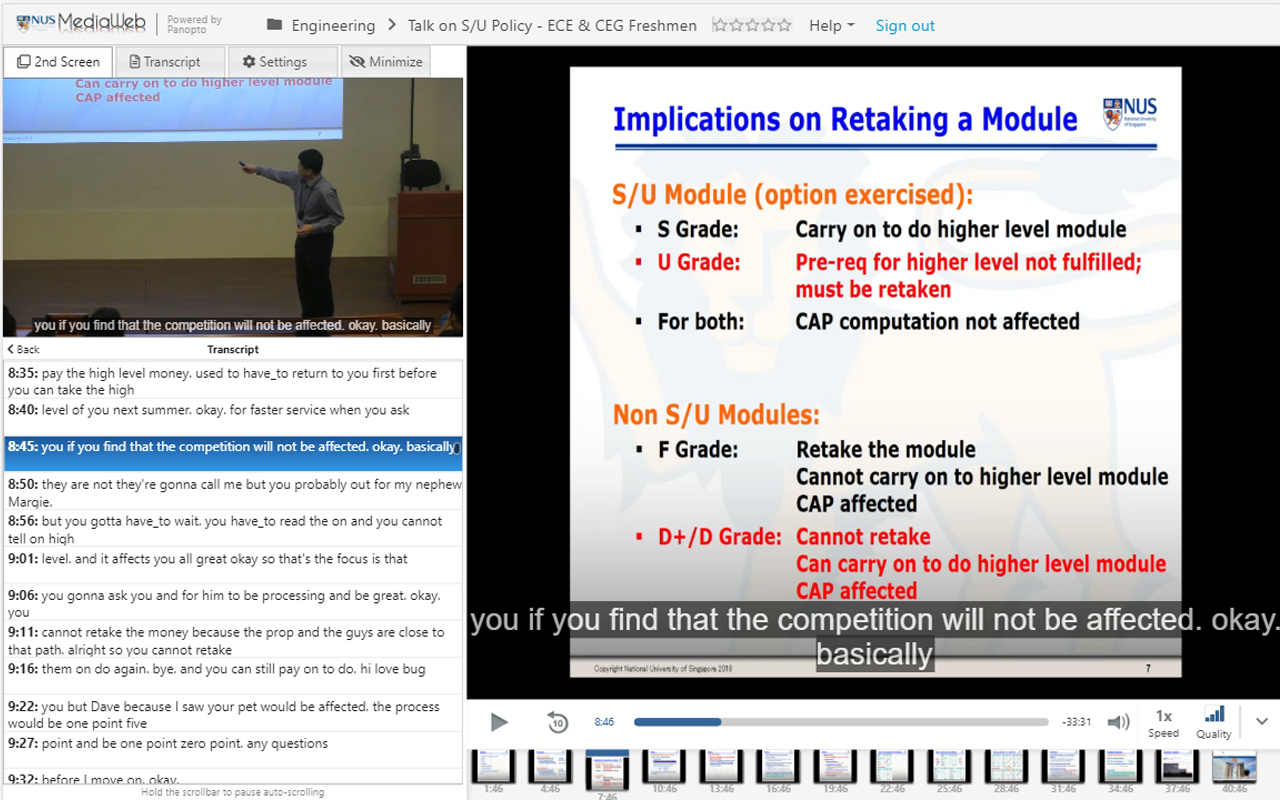 NUS MediaWeb Powered by Panopto Engineering Talk on S/U Policy - ECE & CEG Freshmen Help Sign out
2nd Screen Transcript Settings Minimize
Can carry on to do higher level module
CAP affected
7
you if you find that the competition will not be affected. okay. basically
Back Transcript
8:35: pay the high level money. used to have_to return to you first before
you can take the high
8:40: level of you next summer. okay. for faster service when you ask
8:45: you if you find that the competition will not be affected. okay. basically
8:50: they are not they're gonna call me but you probably out for my nephew
Margie.
8:56: but you gotta have_to wait. you have_to read the on and you cannot
tell on high
9:01: level. and it affects you all great okay so that's the focus is that
9:06: you gonna ask you and for him to be processing and be great. okay.
you
9:11: cannot retake the money because the prop and the guys are close to
that path. alright so you cannot retake
9:16: them on do again. bye. and you can still pay on to do. hi love bug
9:22: you but Dave because I saw your pet would be affected. the process
would be one point five
9:27: point and be one point zero point. any questions
9:32: before I move on. okay.
Hold the scrollbar to pause auto-scrolling
Implications on Retaking a Module
NUS
National University
of Singapore
S/U Module (option exercised):
▪ S Grade: Carry on to do higher level module
▪ U Grade: Pre-req for higher level not fulfilled;
must be retaken
▪ For both: CAP computation not affected
Non S/U Modules:
▪ F Grade: Retake the module
Cannot carry on to higher level module
CAP affected
▪ D+/D Grade: Cannot retake
Can carry on to do higher level module
CAP affected
you if you find that the competition will not be affected. okay.
basically
Copyright National University of Singapore 2018 7
10 8:46 -33:31 1x
Speed Quality
1:46 4:46 7:46 10:46 13:46 16:46 19:46 22:46 25:46 28:46 31:46 34:46 37:46 40:46